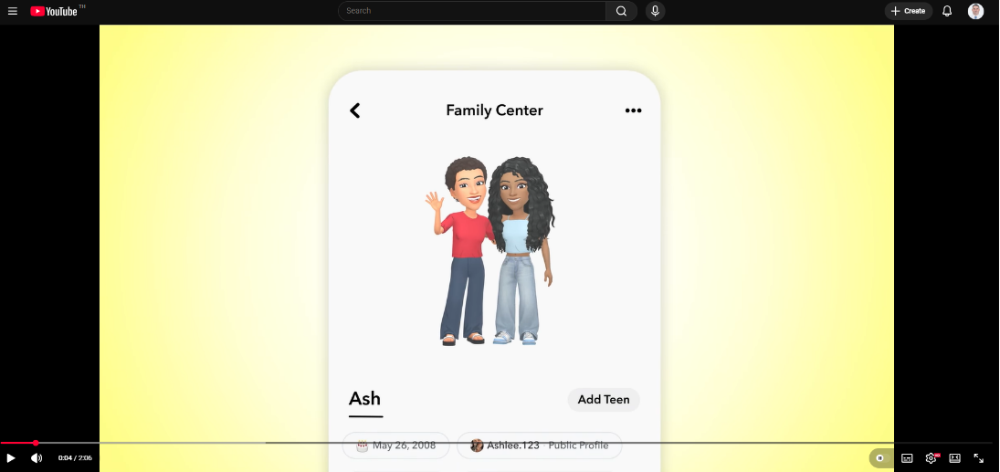 YouTube TH
Search
Create
Family Center
Ash
Add Teen
May 26, 2008
Ashlee.123 · Public Profile
0:04 / 2:06